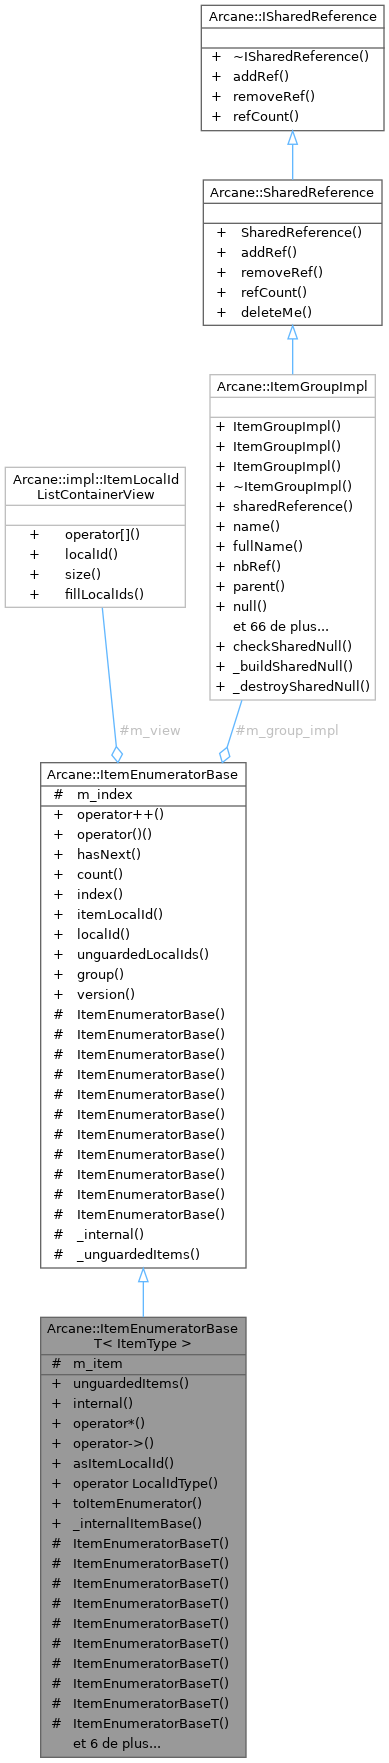 Arcane::ISharedReference
+ ~ISharedReference()
+ addRef()
+ removeRef()
+ refCount()
Arcane::SharedReference
+ SharedReference()
+ addRef()
+ removeRef()
+ refCount()
+ deleteMe()
Arcane::ItemGroupImpl
+ ItemGroupImpl()
+ ItemGroupImpl()
+ ItemGroupImpl()
+ ~ItemGroupImpl()
+ sharedReference()
+ name()
+ fullName()
+ nbRef()
+ parent()
+ null()
et 66 de plus...
+ checkSharedNull()
+ _buildSharedNull()
+ _destroySharedNull()
Arcane::impl::ItemLocalId
ListContainerView
+ operator[]()
+ localId()
+ size()
+ fillLocalIds()
#m_view
#m_group_impl
Arcane::ItemEnumeratorBase
# m_index
+ operator++()
+ operator()()
+ hasNext()
+ count()
+ index()
+ itemLocalId()
+ localId()
+ unguardedLocalIds()
+ group()
+ version()
# ItemEnumeratorBase()
# ItemEnumeratorBase()
# ItemEnumeratorBase()
# ItemEnumeratorBase()
# ItemEnumeratorBase()
# ItemEnumeratorBase()
# ItemEnumeratorBase()
# ItemEnumeratorBase()
# ItemEnumeratorBase()
# ItemEnumeratorBase()
# ItemEnumeratorBase()
# _internal()
# _unguardedItems()
Arcane::ItemEnumeratorBase
T< ItemType >
# m_item
+ unguardedItems()
+ internal()
+ operator*()
+ operator->()
+ asItemLocalId()
+ operator LocalIdType()
+ toItemEnumerator()
+ _internalItemBase()
# ItemEnumeratorBaseT()
# ItemEnumeratorBaseT()
# ItemEnumeratorBaseT()
# ItemEnumeratorBaseT()
# ItemEnumeratorBaseT()
# ItemEnumeratorBaseT()
# ItemEnumeratorBaseT()
# ItemEnumeratorBaseT()
# ItemEnumeratorBaseT()
# ItemEnumeratorBaseT()
et 6 de plus...